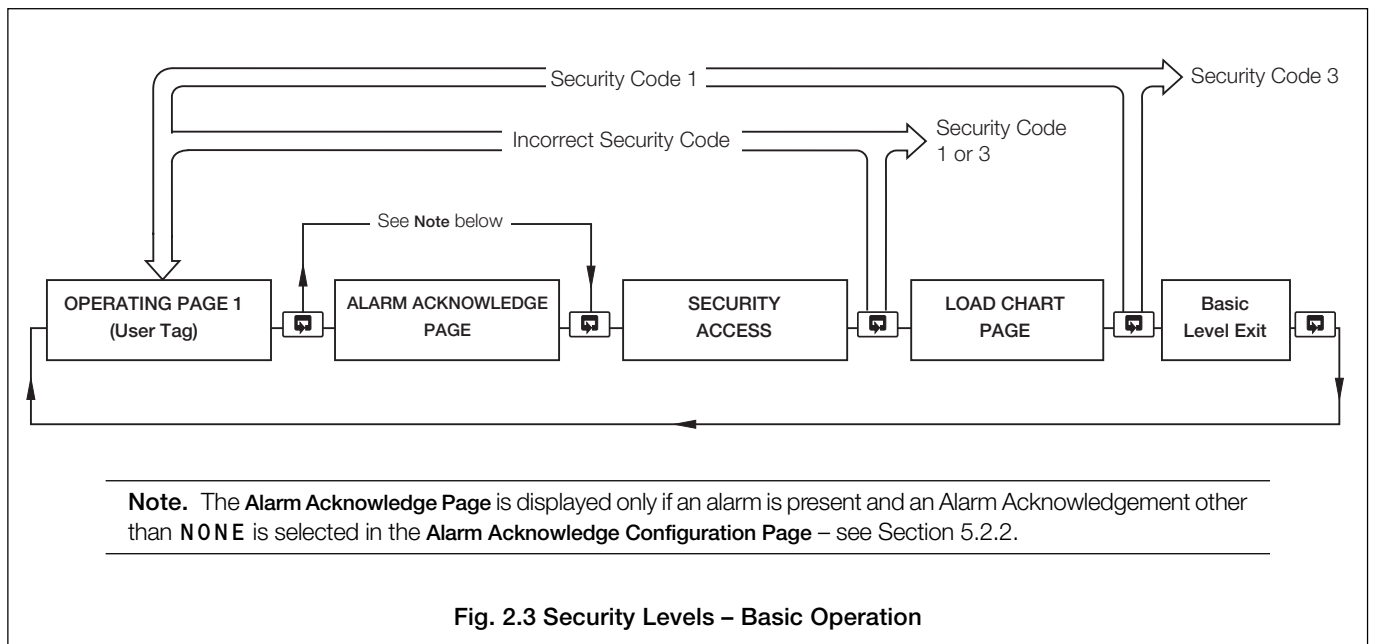 Security Code 1
Security Code 3
Incorrect Security Code
Security Code
1 or 3
See Note below
OPERATING PAGE 1
(User Tag)
ALARM ACKNOWLEDGE
PAGE
SECURITY
ACCESS
LOAD CHART
PAGE
Basic
Level Exit
Note. The Alarm Acknowledge Page is displayed only if an alarm is present and an Alarm Acknowledgement other
than NONE is selected in the Alarm Acknowledge Configuration Page – see Section 5.2.2.
Fig. 2.3 Security Levels – Basic Operation